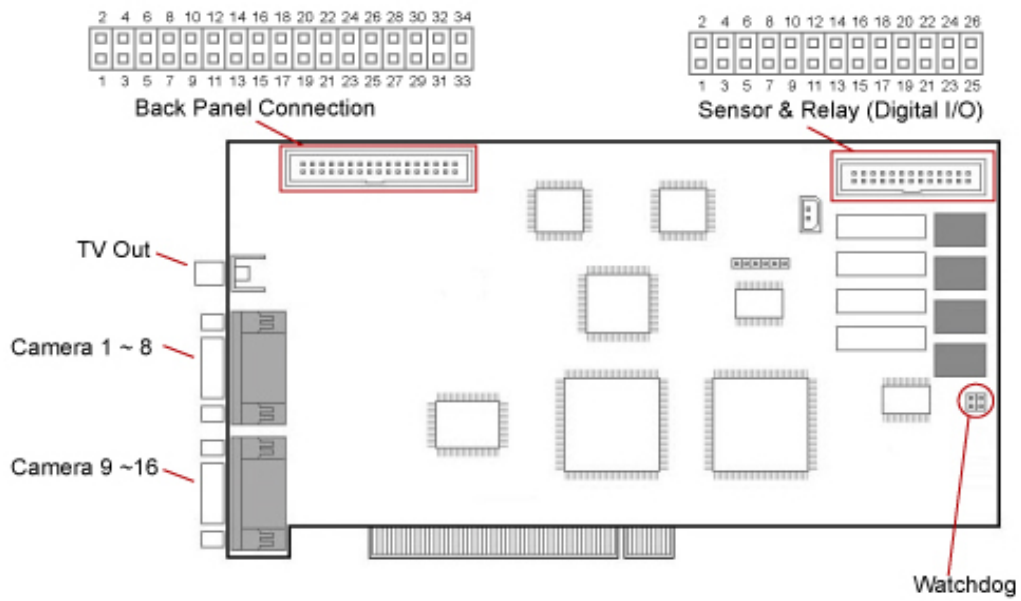 2 4 6 8 10 12 14 16 18 20 22 24 26 28 30 32 34
1 3 5 7 9 11 13 15 17 19 21 23 25 27 29 31 33
Back Panel Connection
2 4 6 8 10 12 14 16 18 20 22 24 26
1 3 5 7 9 11 13 15 17 19 21 23 25
Sensor & Relay (Digital I/O)
TV Out
Camera 1 ~ 8
Camera 9 ~16
Watchdog